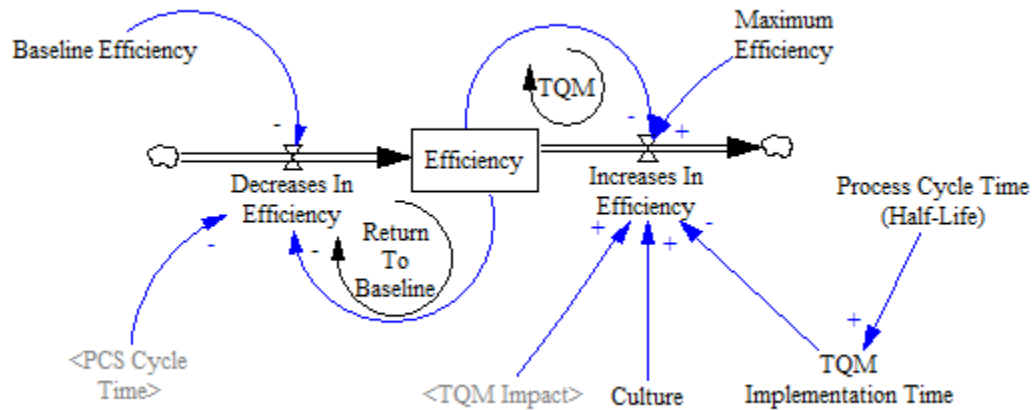 Baseline Efficiency
Maximum
Efficiency
TQM
-
-
+
Efficiency
Decreases In
Efficiency
Increases In
Efficiency
Process Cycle Time
(Half-Life)
-
-
Return
To
Baseline
+
+
-
+
<PCS Cycle
Time>
<TQM Impact>
Culture
TQM
Implementation Time